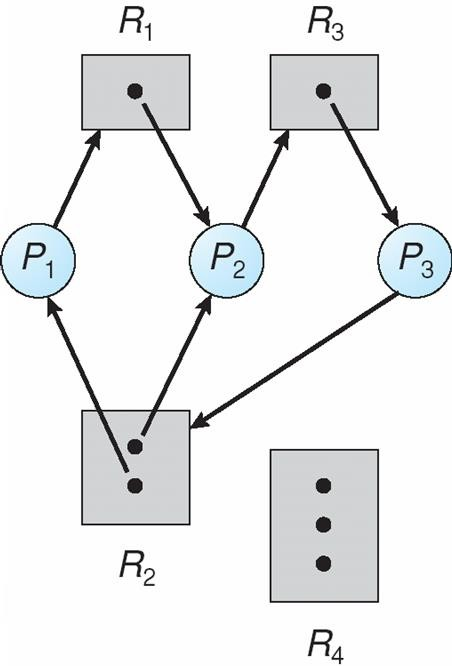 R₁ R₃
P₁ P₂ P₃
R₂
R₄